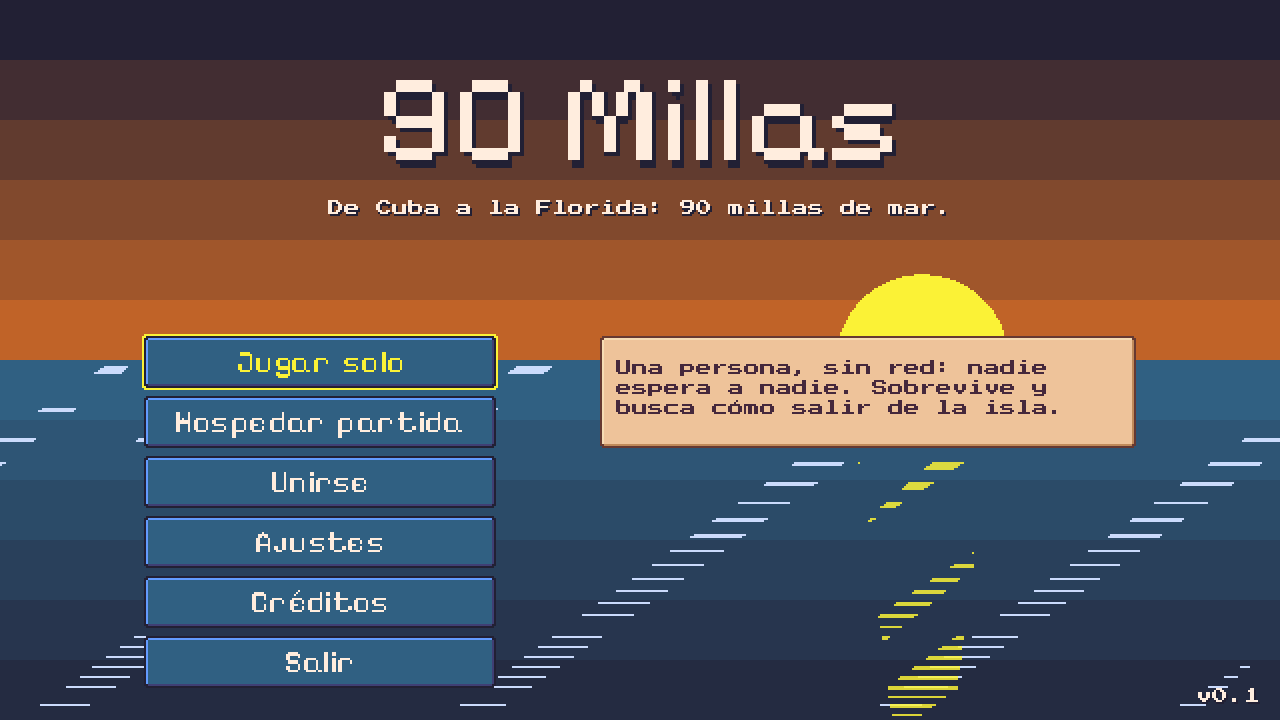 90 Millas
De Cuba a la Florida: 90 millas de mar.
Jugar solo
Hospedar partida
Unirse
Ajustes
Créditos
Salir
Una persona, sin red: nadie
espera a nadie. Sobrevive y
busca cómo salir de la isla.
v0.1